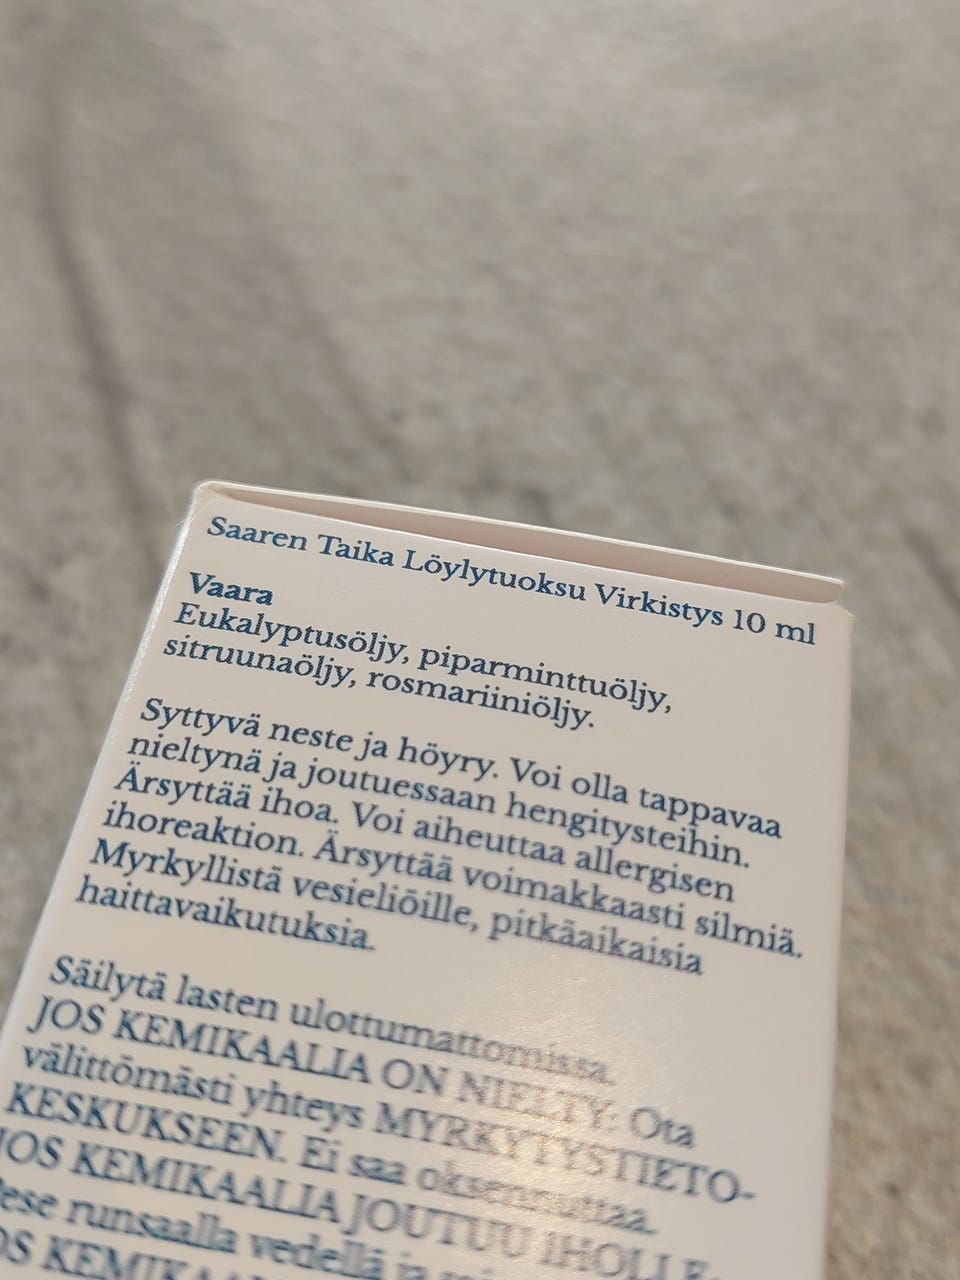 Saaren Taika Löylytuoksu Virkistys 10 ml
Vaara
Eukalyptusöljy, piparminttuöljy,
sitruunaöljy, rosmariiniöljy.
Syttyvä neste ja höyry. Voi olla tappavaa
nieltynä ja joutuessaan hengitysteihin.
Ärsyttää ihoa. Voi aiheuttaa allergisen
ihoreaktion. Ärsyttää voimakkaasti silmiä.
Myrkyllistä vesieliöille, pitkäaikaisia
haittavaikutuksia.
Säilytä lasten ulottumattomissa.
JOS KEMIKAALIA ON NIELTY: Ota
välittömästi yhteys MYRKYTYSTIETO-
KESKUKSEEN. Ei saa oksennuttaa.
JOS KEMIKAALIA JOUTUU IHOLLE:
runsaalla vedellä ja
KEMIKAALIA